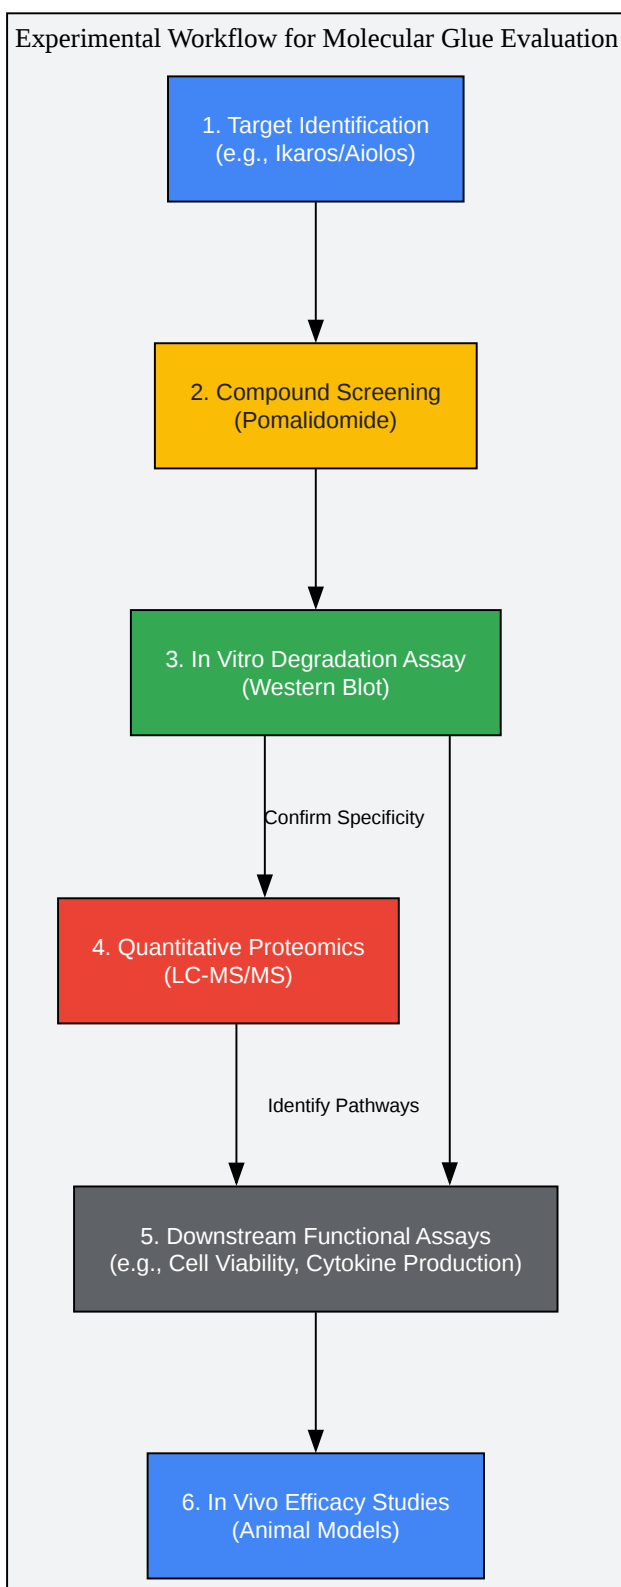 Experimental Workflow for Molecular Glue Evaluation
1. Target Identification
(e.g., Ikaros/Aiolos)
2. Compound Screening
(Pomalidomide)
3. In Vitro Degradation Assay
(Western Blot)
Confirm Specificity
4. Quantitative Proteomics
(LC-MS/MS)
Identify Pathways
5. Downstream Functional Assays
(e.g., Cell Viability, Cytokine Production)
6. In Vivo Efficacy Studies
(Animal Models)